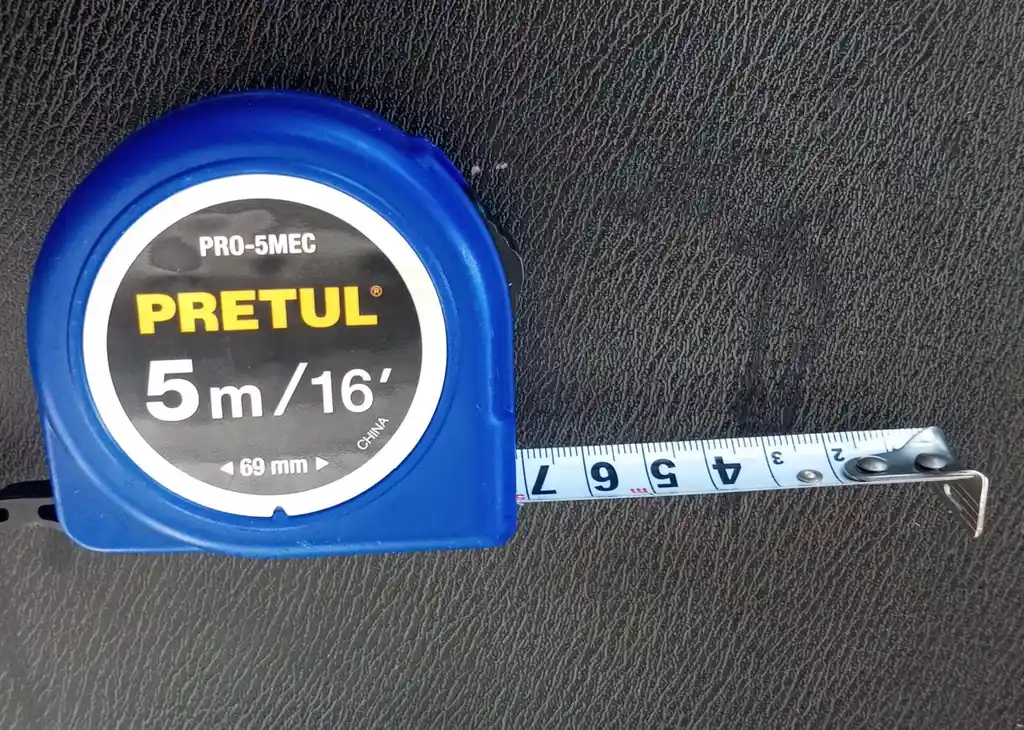 PRO-5MEC
PRETUL®
5m/16′
CHINA
◄ 69 mm ►
7 6 5 4 3 2
m